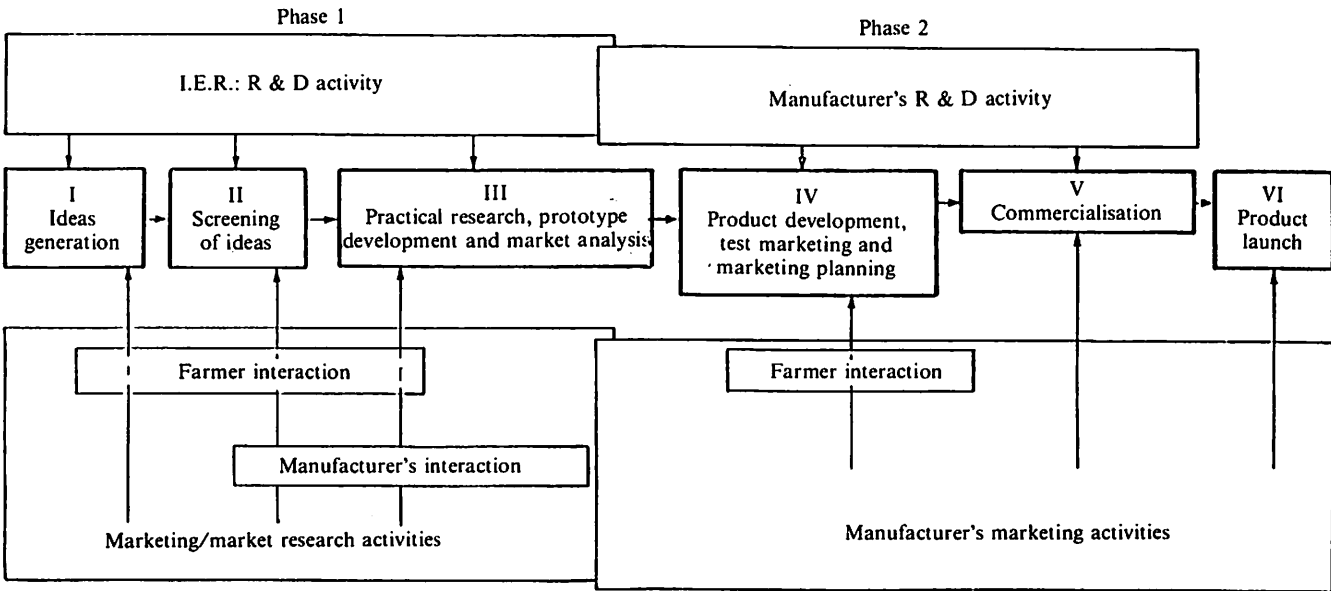 Phase 1
Phase 2
I.E.R.: R & D activity
Manufacturer's R & D activity
I
Ideas
generation
II
Screening
of ideas
III
Practical research, prototype
development and market analysis
IV
Product development,
test marketing and
marketing planning
V
Commercialisation
VI
Product
launch
Farmer interaction
Farmer interaction
Manufacturer's interaction
Marketing/market research activities
Manufacturer's marketing activities